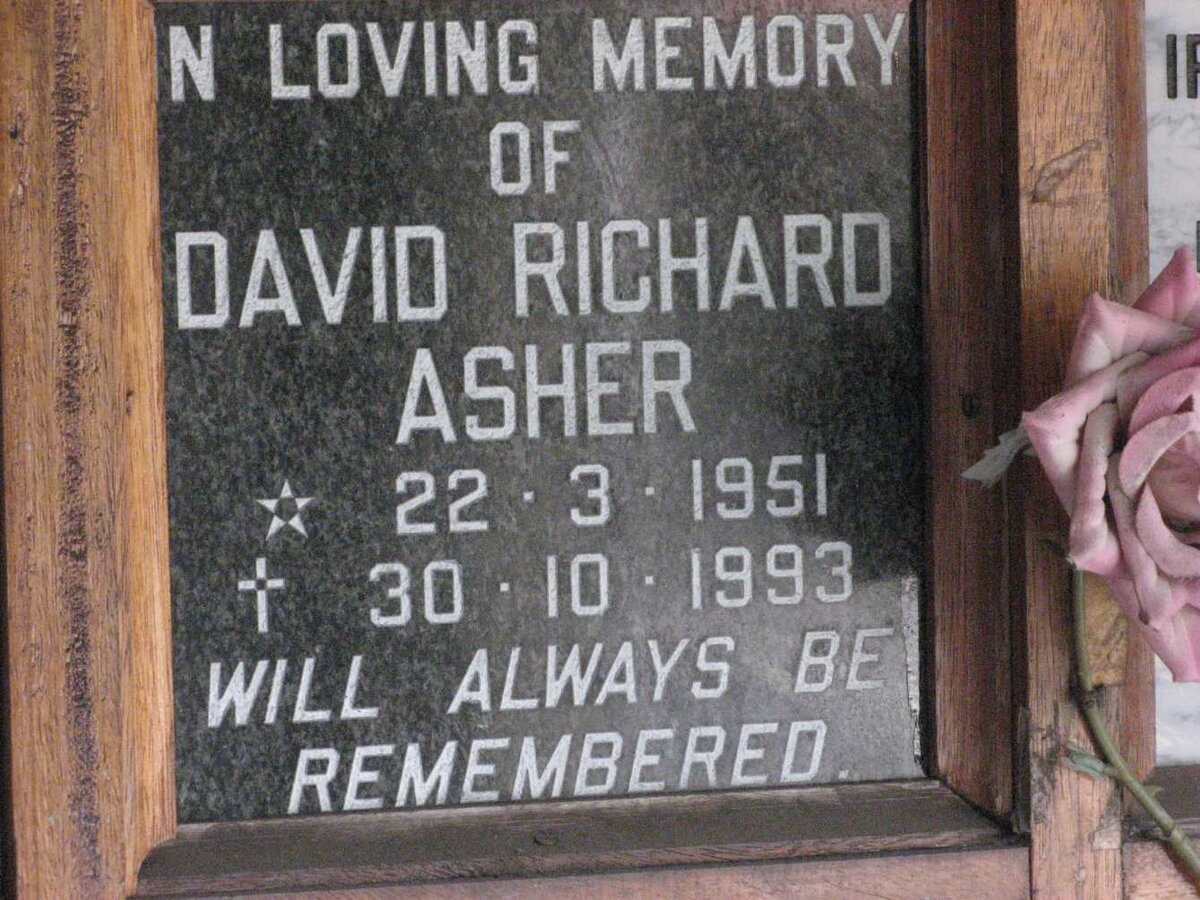 N LOVING MEMORY
OF
DAVID RICHARD
ASHER
☆ 22 · 3 · 1951
† 30 · 10 · 1993
WILL ALWAYS BE
REMEMBERED.